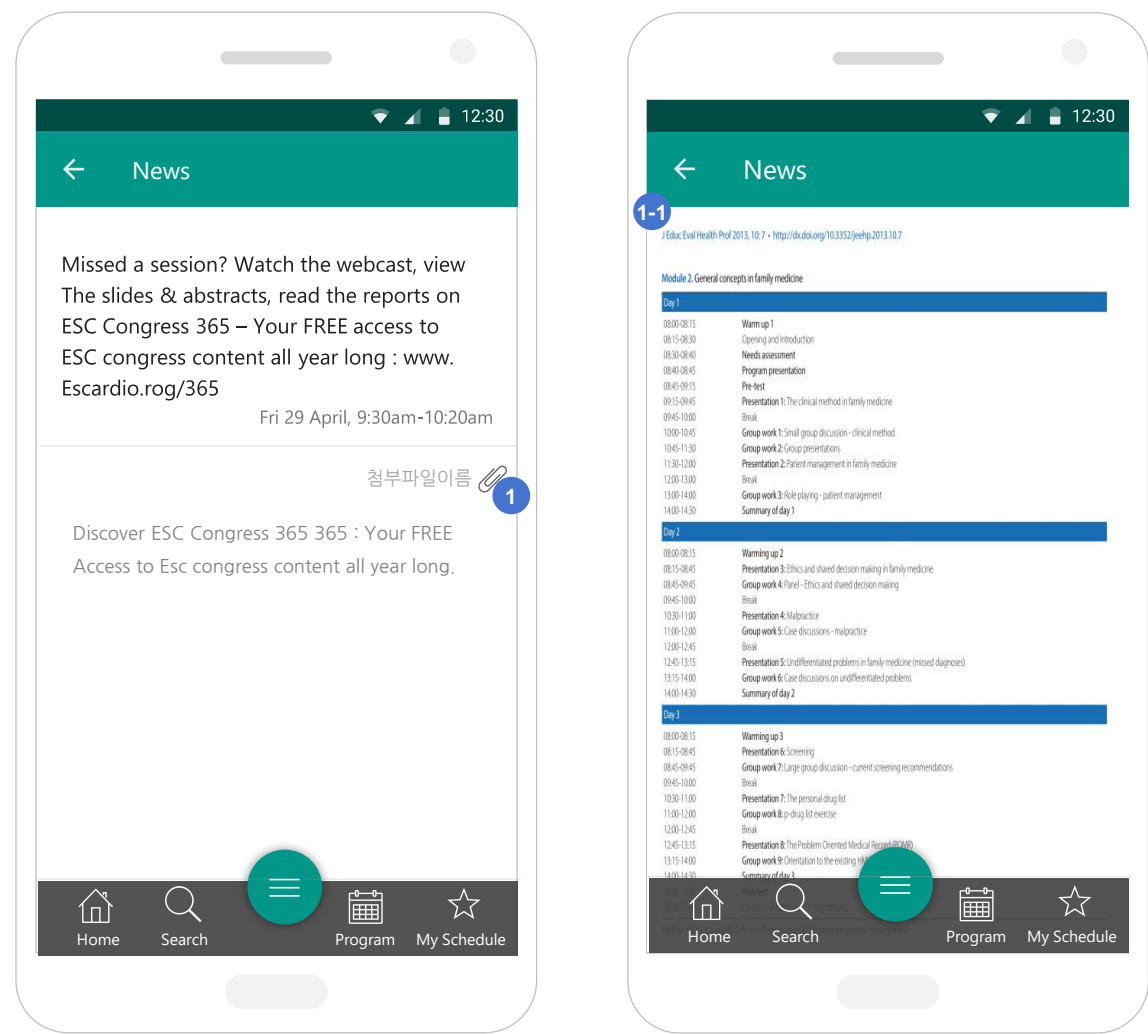 12:30
News
Missed a session? Watch the webcast, view
The slides & abstracts, read the reports on
ESC Congress 365 – Your FREE access to
ESC congress content all year long : www.
Escardio.rog/365
Fri 29 April, 9:30am-10:20am
첨부파일이름
1
Discover ESC Congress 365 365 : Your FREE
Access to Esc congress content all year long.
Home Search Program My Schedule
12:30
News
1-1
J Educ Eval Health Prof 2013, 10: 7 • http://dx.doi.org/10.3352/jeehp.2013.10.7
Module 2. General concepts in family medicine
Day 1
08:00-08:15 Warm up 1
08:15-08:30 Opening and Introduction
08:30-08:40 Needs assessment
08:40-08:45 Program presentation
08:45-09:15 Pre-test
09:15-09:45 Presentation 1: The clinical method in family medicine
09:45-10:00 Break
10:00-10:45 Group work 1: Small group discussion - clinical method
10:45-11:30 Group work 2: Group presentations
11:30-12:00 Presentation 2: Patient management in family medicine
12:00-13:00 Break
13:00-14:00 Group work 3: Role playing - patient management
14:00-14:30 Summary of day 1
Day 2
08:00-08:15 Warming up 2
08:15-08:45 Presentation 3: Ethics and shared decision making in family medicine
08:45-09:45 Group work 4: Panel - Ethics and shared decision making
09:45-10:00 Break
10:30-11:00 Presentation 4: Malpractice
11:00-12:00 Group work 5: Case discussions - malpractice
12:00-12:45 Break
12:45-13:15 Presentation 5: Undifferentiated problems in family medicine (missed diagnoses)
13:15-14:00 Group work 6: Case discussions on undifferentiated problems
14:00-14:30 Summary of day 2
Day 3
08:00-08:15 Warming up 3
08:15-08:45 Presentation 6: Screening
08:45-09:45 Group work 7: Large group discussion - current screening recommendations
09:45-10:00 Break
10:30-11:00 Presentation 7: The personal drug list
11:00-12:00 Group work 8: p-drug list exercise
12:00-12:45 Break
12:45-13:15 Presentation 8: The Problem Oriented Medical Record (POMR)
13:15-14:00 Group work 9: Orientation to the existing
14:00-14:30 Summary of day 3
Home Search Program My Schedule